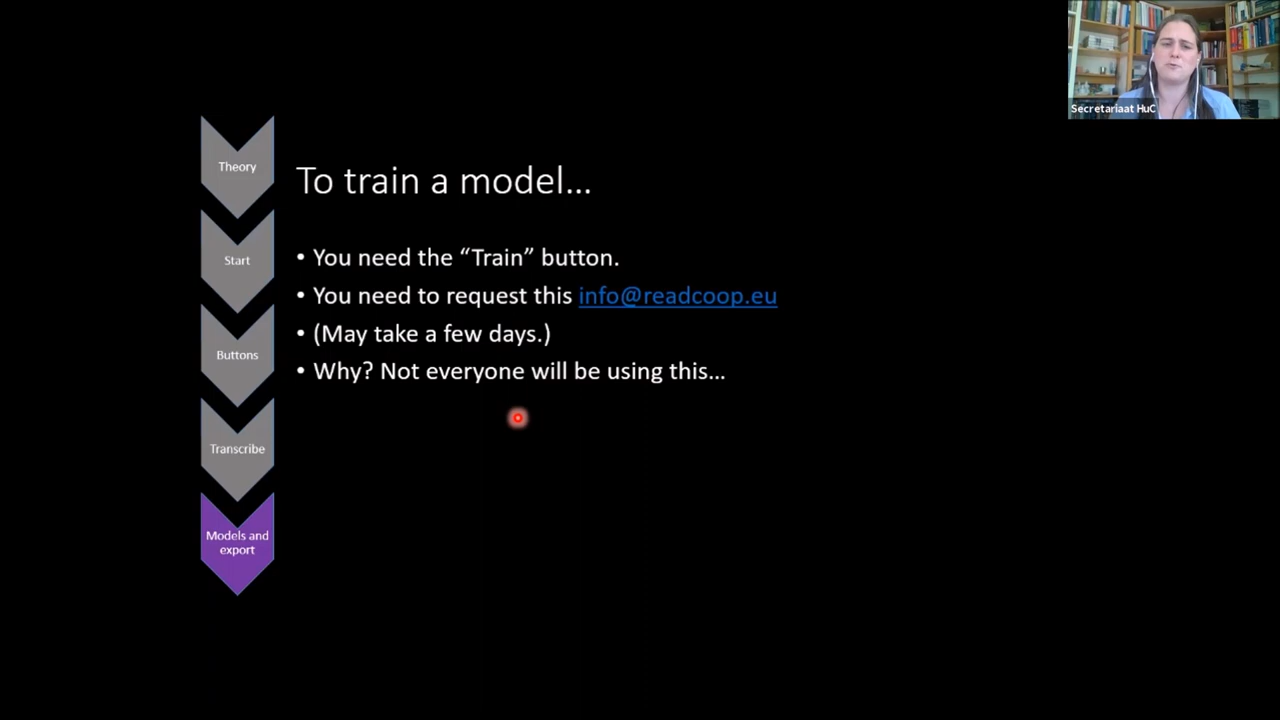 Secretariaat HuC
Theory
To train a model...
Start
• You need the “Train” button.
• You need to request this info@readcoop.eu
• (May take a few days.)
• Why? Not everyone will be using this...
Buttons
Transcribe
Models and
export